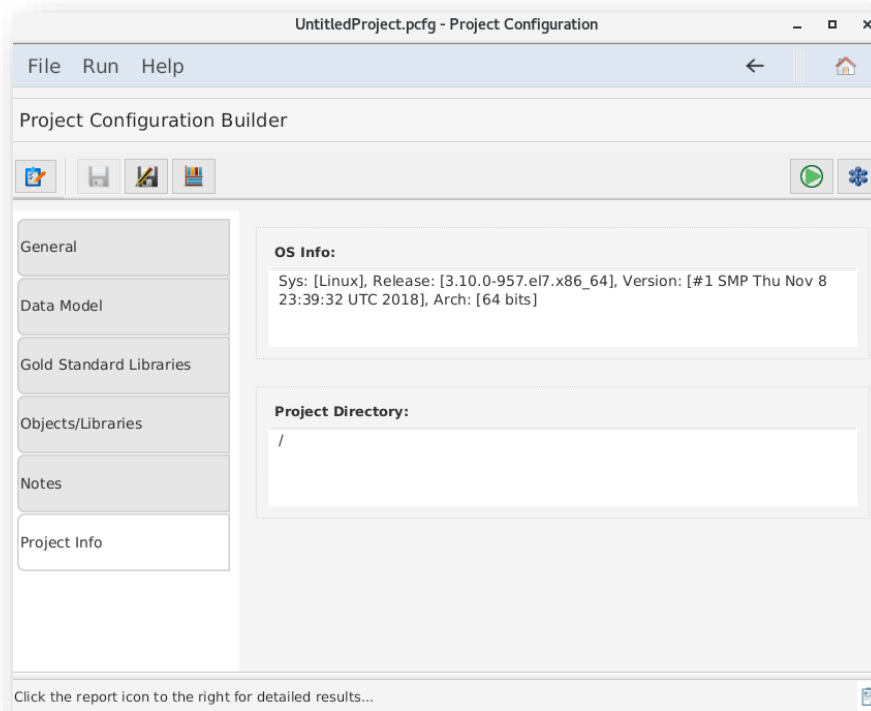 UntitledProject.pcfg - Project Configuration
File Run Help
Project Configuration Builder
General
Data Model
Gold Standard Libraries
Objects/Libraries
Notes
Project Info
OS Info:
Sys: [Linux], Release: [3.10.0-957.el7.x86_64], Version: [#1 SMP Thu Nov 8
23:39:32 UTC 2018], Arch: [64 bits]
Project Directory:
/
Click the report icon to the right for detailed results...